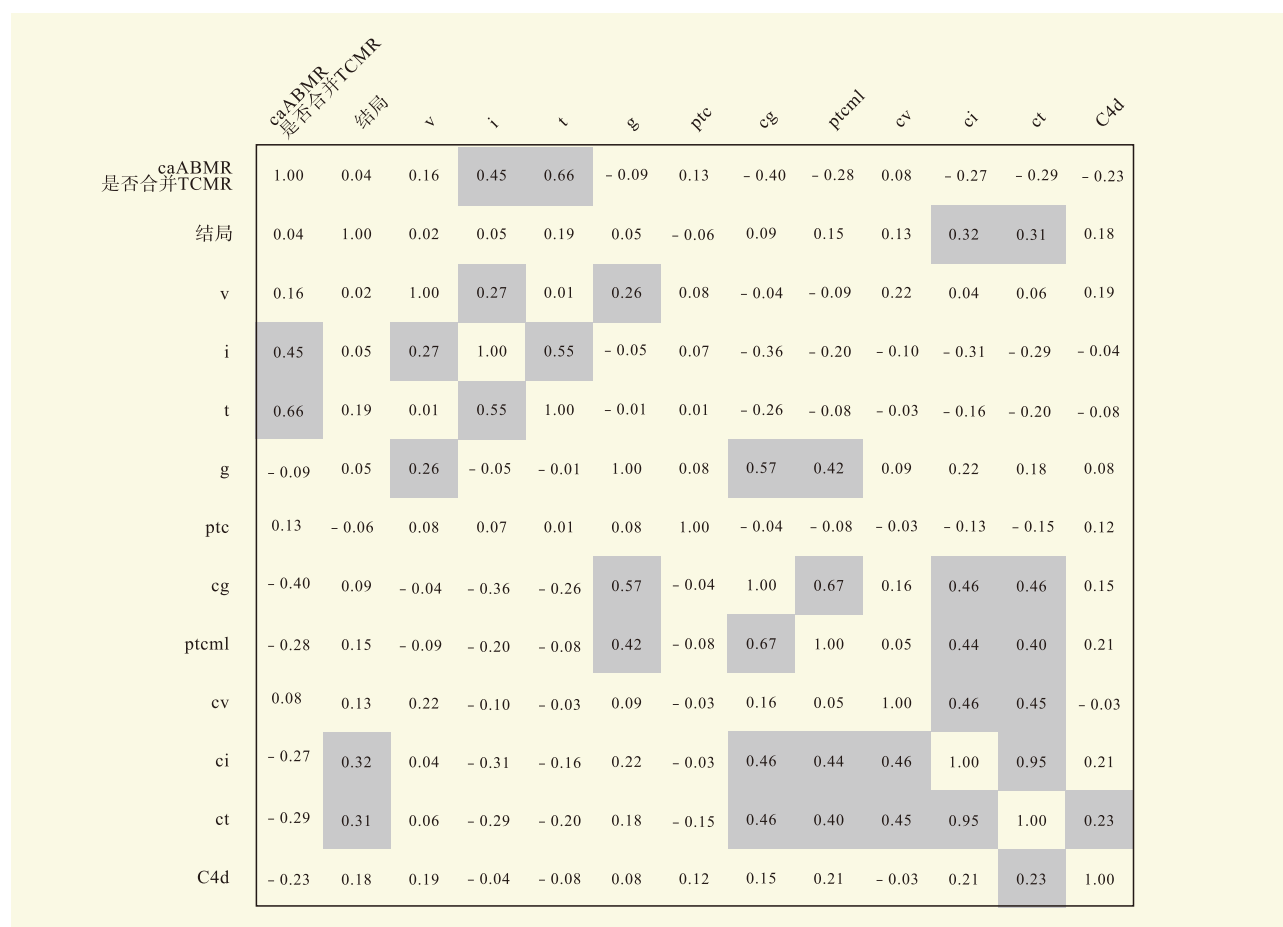 caABMR
是否合并TCMR
结局
v
i
t
g
ptc
cg
ptcml
cv
ci
ct
C4d
caABMR
是否合并TCMR 1.00 0.04 0.16 0.45 0.66 – 0.09 0.13 – 0.40 – 0.28 0.08 – 0.27 – 0.29 – 0.23
结局 0.04 1.00 0.02 0.05 0.19 0.05 – 0.06 0.09 0.15 0.13 0.32 0.31 0.18
v 0.16 0.02 1.00 0.27 0.01 0.26 0.08 – 0.04 – 0.09 0.22 0.04 0.06 0.19
i 0.45 0.05 0.27 1.00 0.55 – 0.05 0.07 – 0.36 – 0.20 – 0.10 – 0.31 – 0.29 – 0.04
t 0.66 0.19 0.01 0.55 1.00 – 0.01 0.01 – 0.26 – 0.08 – 0.03 – 0.16 – 0.20 – 0.08
g – 0.09 0.05 0.26 – 0.05 – 0.01 1.00 0.08 0.57 0.42 0.09 0.22 0.18 0.08
ptc 0.13 – 0.06 0.08 0.07 0.01 0.08 1.00 – 0.04 – 0.08 – 0.03 – 0.13 – 0.15 0.12
cg – 0.40 0.09 – 0.04 – 0.36 – 0.26 0.57 – 0.04 1.00 0.67 0.16 0.46 0.46 0.15
ptcml – 0.28 0.15 – 0.09 – 0.20 – 0.08 0.42 – 0.08 0.67 1.00 0.05 0.44 0.40 0.21
cv 0.08 0.13 0.22 – 0.10 – 0.03 0.09 – 0.03 0.16 0.05 1.00 0.46 0.45 – 0.03
ci – 0.27 0.32 0.04 – 0.31 – 0.16 0.22 – 0.03 0.46 0.44 0.46 1.00 0.95 0.21
ct – 0.29 0.31 0.06 – 0.29 – 0.20 0.18 – 0.15 0.46 0.40 0.45 0.95 1.00 0.23
C4d – 0.23 0.18 0.19 – 0.04 – 0.08 0.08 0.12 0.15 0.21 – 0.03 0.21 0.23 1.00